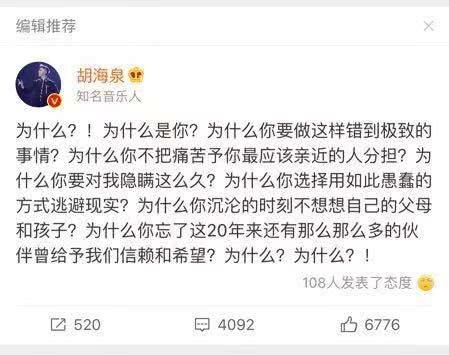 编辑推荐
胡海泉
知名音乐人
为什么？！为什么是你？为什么你要做这样错到极致的
事情？为什么你不把痛苦予你最应该亲近的人分担？为
什么你要对我隐瞒这么久？为什么你选择用如此愚蠢的
方式逃避现实？为什么你沉沦的时刻不想想自己的父母
和孩子？为什么你忘了这20年来还有那么那么多的伙
伴曾给予我们信赖和希望？为什么？为什么？！
108人发表了态度
520 4092 6776